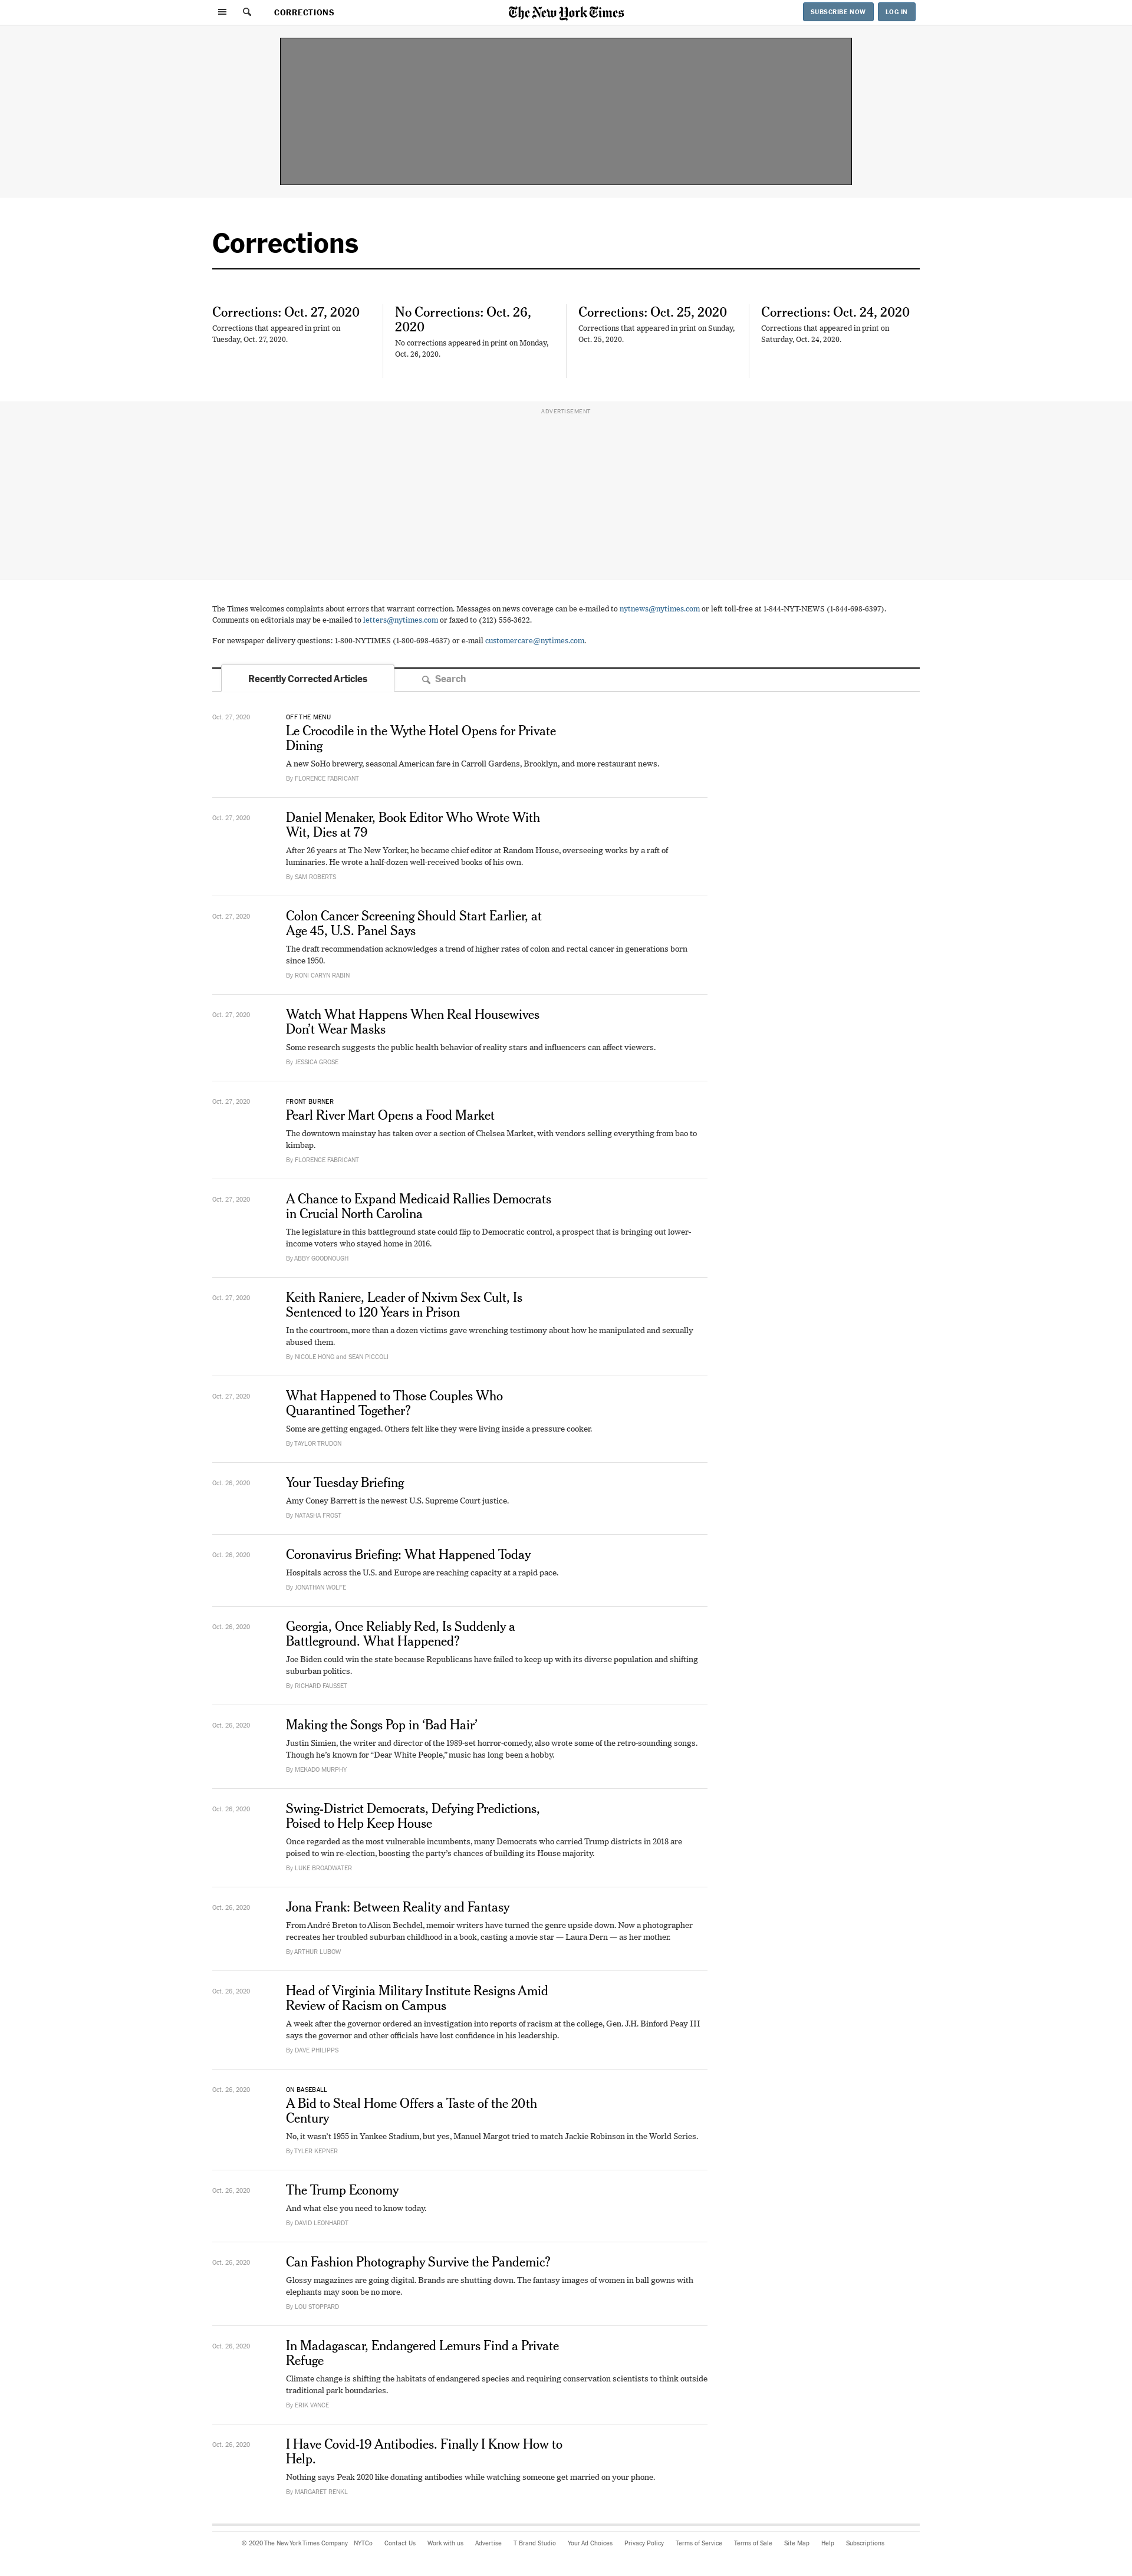 CORRECTIONS
The New York Times
SUBSCRIBE NOW
LOG IN
Corrections
Corrections: Oct. 27, 2020
Corrections that appeared in print on
Tuesday, Oct. 27, 2020.
No Corrections: Oct. 26,
2020
No corrections appeared in print on Monday,
Oct. 26, 2020.
Corrections: Oct. 25, 2020
Corrections that appeared in print on Sunday,
Oct. 25, 2020.
Corrections: Oct. 24, 2020
Corrections that appeared in print on
Saturday, Oct. 24, 2020.
ADVERTISEMENT
The Times welcomes complaints about errors that warrant correction. Messages on news coverage can be e-mailed to nytnews@nytimes.com or left toll-free at 1-844-NYT-NEWS (1-844-698-6397).
Comments on editorials may be e-mailed to letters@nytimes.com or faxed to (212) 556-3622.
For newspaper delivery questions: 1-800-NYTIMES (1-800-698-4637) or e-mail customercare@nytimes.com.
Recently Corrected Articles
Search
Oct. 27, 2020
OFF THE MENU
Le Crocodile in the Wythe Hotel Opens for Private
Dining
A new SoHo brewery, seasonal American fare in Carroll Gardens, Brooklyn, and more restaurant news.
By FLORENCE FABRICANT
Oct. 27, 2020
Daniel Menaker, Book Editor Who Wrote With
Wit, Dies at 79
After 26 years at The New Yorker, he became chief editor at Random House, overseeing works by a raft of
luminaries. He wrote a half-dozen well-received books of his own.
By SAM ROBERTS
Oct. 27, 2020
Colon Cancer Screening Should Start Earlier, at
Age 45, U.S. Panel Says
The draft recommendation acknowledges a trend of higher rates of colon and rectal cancer in generations born
since 1950.
By RONI CARYN RABIN
Oct. 27, 2020
Watch What Happens When Real Housewives
Don’t Wear Masks
Some research suggests the public health behavior of reality stars and influencers can affect viewers.
By JESSICA GROSE
Oct. 27, 2020
FRONT BURNER
Pearl River Mart Opens a Food Market
The downtown mainstay has taken over a section of Chelsea Market, with vendors selling everything from bao to
kimbap.
By FLORENCE FABRICANT
Oct. 27, 2020
A Chance to Expand Medicaid Rallies Democrats
in Crucial North Carolina
The legislature in this battleground state could flip to Democratic control, a prospect that is bringing out lower-
income voters who stayed home in 2016.
By ABBY GOODNOUGH
Oct. 27, 2020
Keith Raniere, Leader of Nxivm Sex Cult, Is
Sentenced to 120 Years in Prison
In the courtroom, more than a dozen victims gave wrenching testimony about how he manipulated and sexually
abused them.
By NICOLE HONG and SEAN PICCOLI
Oct. 27, 2020
What Happened to Those Couples Who
Quarantined Together?
Some are getting engaged. Others felt like they were living inside a pressure cooker.
By TAYLOR TRUDON
Oct. 26, 2020
Your Tuesday Briefing
Amy Coney Barrett is the newest U.S. Supreme Court justice.
By NATASHA FROST
Oct. 26, 2020
Coronavirus Briefing: What Happened Today
Hospitals across the U.S. and Europe are reaching capacity at a rapid pace.
By JONATHAN WOLFE
Oct. 26, 2020
Georgia, Once Reliably Red, Is Suddenly a
Battleground. What Happened?
Joe Biden could win the state because Republicans have failed to keep up with its diverse population and shifting
suburban politics.
By RICHARD FAUSSET
Oct. 26, 2020
Making the Songs Pop in ‘Bad Hair’
Justin Simien, the writer and director of the 1989-set horror-comedy, also wrote some of the retro-sounding songs.
Though he’s known for “Dear White People,” music has long been a hobby.
By MEKADO MURPHY
Oct. 26, 2020
Swing-District Democrats, Defying Predictions,
Poised to Help Keep House
Once regarded as the most vulnerable incumbents, many Democrats who carried Trump districts in 2018 are
poised to win re-election, boosting the party’s chances of building its House majority.
By LUKE BROADWATER
Oct. 26, 2020
Jona Frank: Between Reality and Fantasy
From André Breton to Alison Bechdel, memoir writers have turned the genre upside down. Now a photographer
recreates her troubled suburban childhood in a book, casting a movie star — Laura Dern — as her mother.
By ARTHUR LUBOW
Oct. 26, 2020
Head of Virginia Military Institute Resigns Amid
Review of Racism on Campus
A week after the governor ordered an investigation into reports of racism at the college, Gen. J.H. Binford Peay III
says the governor and other officials have lost confidence in his leadership.
By DAVE PHILIPPS
Oct. 26, 2020
ON BASEBALL
A Bid to Steal Home Offers a Taste of the 20th
Century
No, it wasn’t 1955 in Yankee Stadium, but yes, Manuel Margot tried to match Jackie Robinson in the World Series.
By TYLER KEPNER
Oct. 26, 2020
The Trump Economy
And what else you need to know today.
By DAVID LEONHARDT
Oct. 26, 2020
Can Fashion Photography Survive the Pandemic?
Glossy magazines are going digital. Brands are shutting down. The fantasy images of women in ball gowns with
elephants may soon be no more.
By LOU STOPPARD
Oct. 26, 2020
In Madagascar, Endangered Lemurs Find a Private
Refuge
Climate change is shifting the habitats of endangered species and requiring conservation scientists to think outside
traditional park boundaries.
By ERIK VANCE
Oct. 26, 2020
I Have Covid-19 Antibodies. Finally I Know How to
Help.
Nothing says Peak 2020 like donating antibodies while watching someone get married on your phone.
By MARGARET RENKL
© 2020 The New York Times Company NYTCo Contact Us Work with us Advertise T Brand Studio Your Ad Choices Privacy Policy Terms of Service Terms of Sale Site Map Help Subscriptions